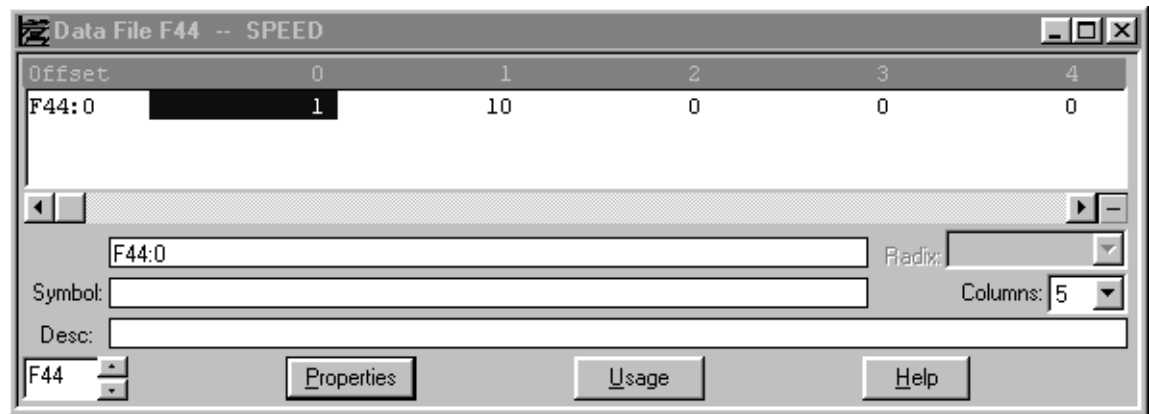 Data File F44 -- SPEED
Offset 0 1 2 3 4
F44:0 1 10 0 0 0
F44:0 Radix:
Symbol: Columns: 5
Desc:
F44 Properties Usage Help